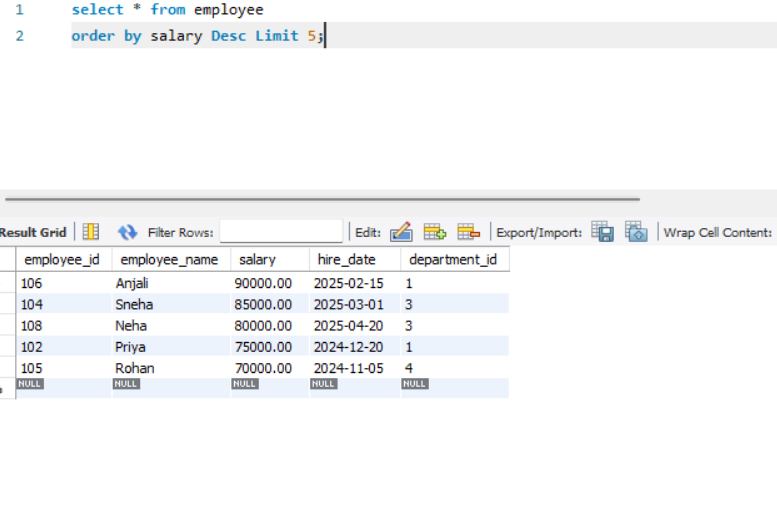 1 select * from employee
2 order by salary Desc Limit 5;
Result Grid Filter Rows: Edit: Export/Import: Wrap Cell Content:
employee_id employee_name salary hire_date department_id
106 Anjali 90000.00 2025-02-15 1
104 Sneha 85000.00 2025-03-01 3
108 Neha 80000.00 2025-04-20 3
102 Priya 75000.00 2024-12-20 1
105 Rohan 70000.00 2024-11-05 4
NULL NULL NULL NULL NULL